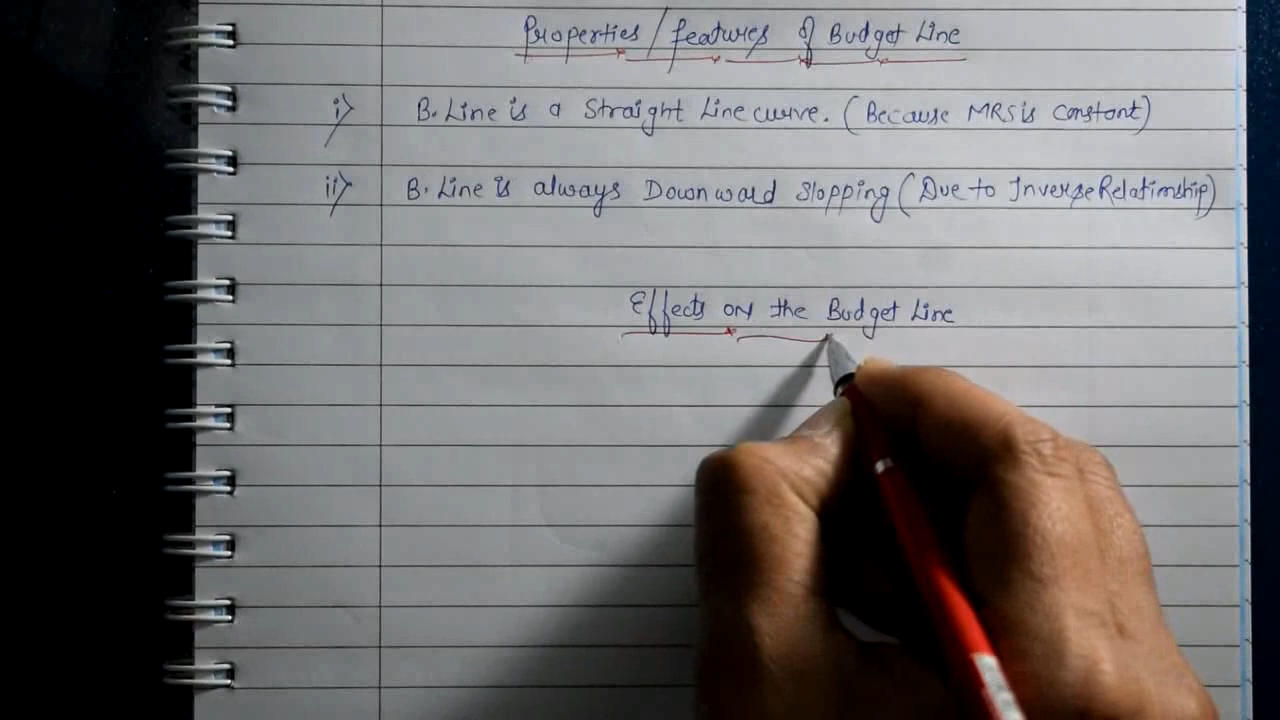 Properties / features of Budget Line
i) B. Line is a Straight Line curve. (Because MRS is constant)
ii) B. Line is always Downward Slopping (Due to Inverse Relationship)
Effects on the Budget Line